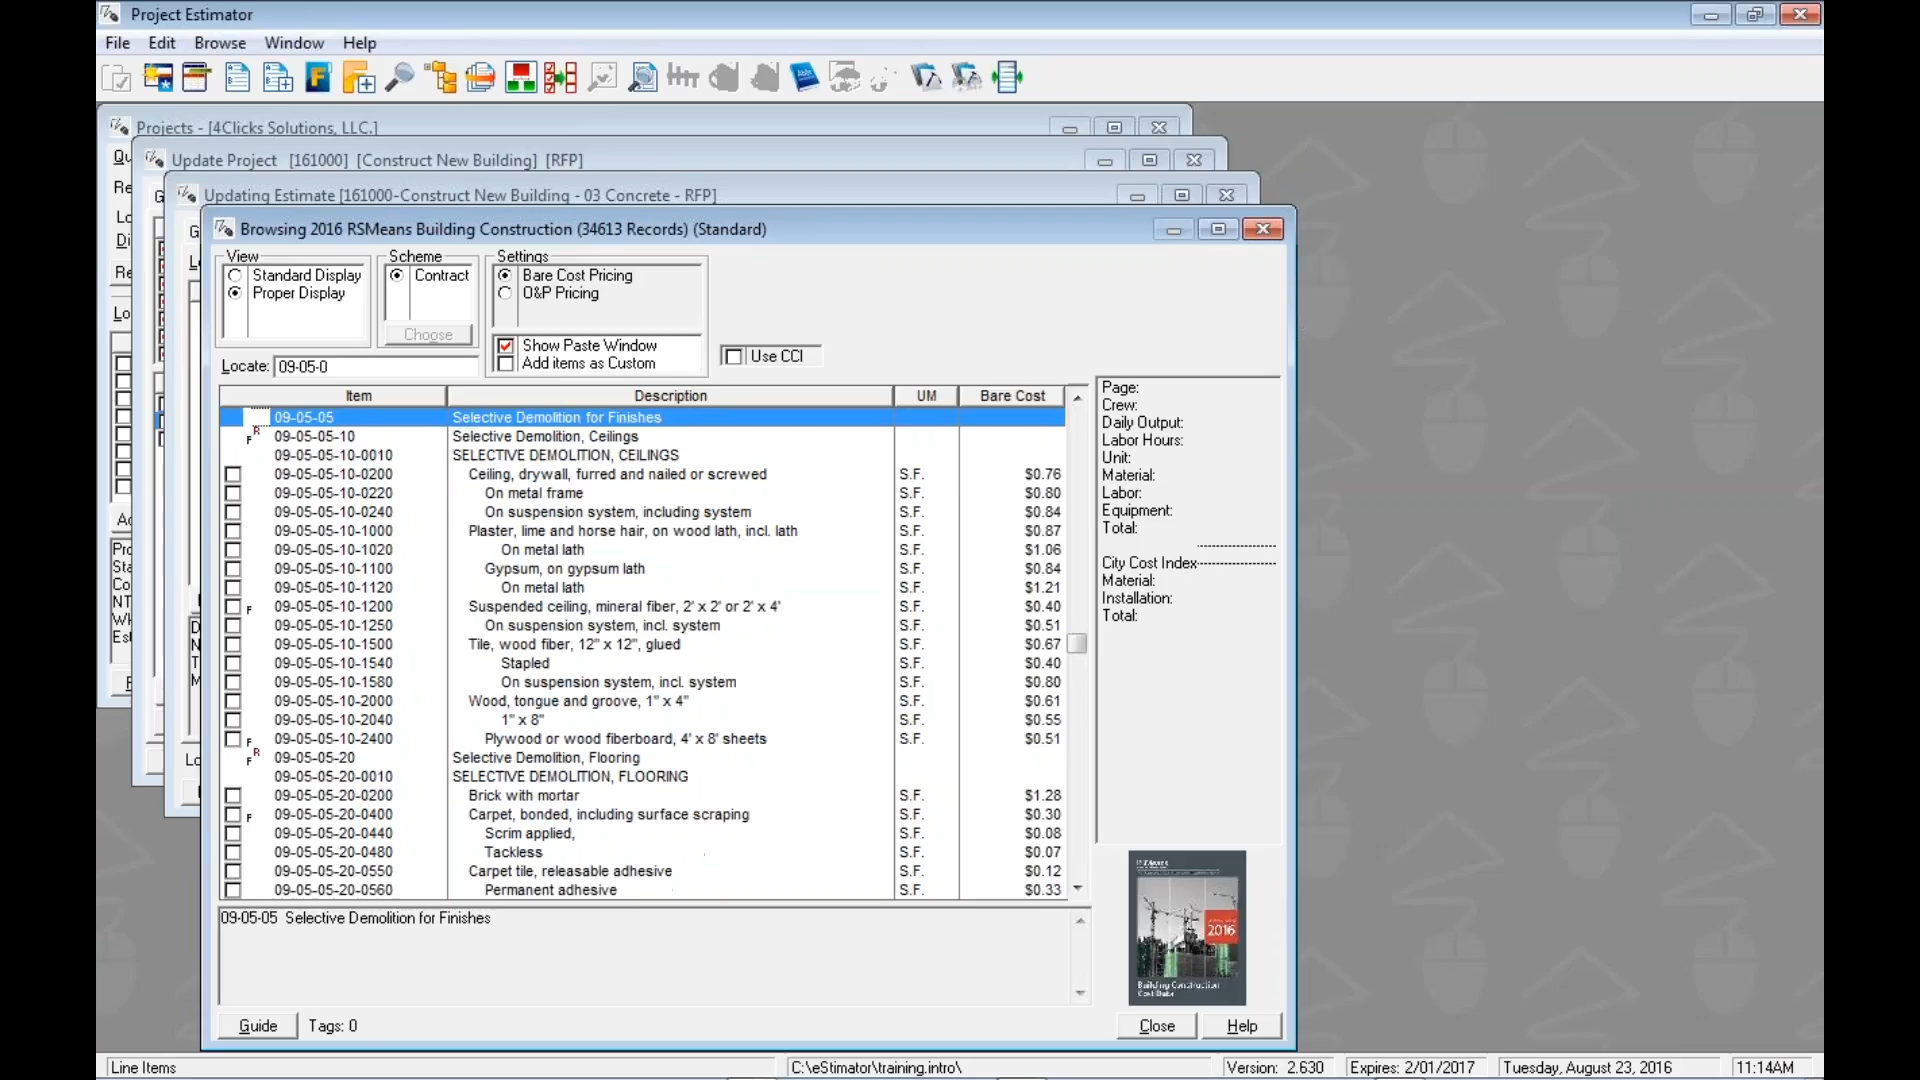 Project Estimator
File Edit Browse Window Help
Projects - [4Clicks Solutions, LLC.]
Update Project [161000] [Construct New Building] [RFP]
Updating Estimate [161000-Construct New Building - 03 Concrete - RFP]
Browsing 2016 RSMeans Building Construction (34613 Records) (Standard)
View
Standard Display
Proper Display
Scheme
Contract
Choose
Settings
Bare Cost Pricing
O&P Pricing
Show Paste Window
Add items as Custom
Use CCI
Locate: 09-05-0
Item Description UM Bare Cost
09-05-05 Selective Demolition for Finishes
09-05-05-10 Selective Demolition, Ceilings
09-05-05-10-0010 SELECTIVE DEMOLITION, CEILINGS
09-05-05-10-0200 Ceiling, drywall, furred and nailed or screwed S.F. $0.76
09-05-05-10-0220 On metal frame S.F. $0.80
09-05-05-10-0240 On suspension system, including system S.F. $0.84
09-05-05-10-1000 Plaster, lime and horse hair, on wood lath, incl. lath S.F. $0.87
09-05-05-10-1020 On metal lath S.F. $1.06
09-05-05-10-1100 Gypsum, on gypsum lath S.F. $0.84
09-05-05-10-1120 On metal lath S.F. $1.21
F 09-05-05-10-1200 Suspended ceiling, mineral fiber, 2' x 2' or 2' x 4' S.F. $0.40
09-05-05-10-1250 On suspension system, incl. system S.F. $0.51
09-05-05-10-1500 Tile, wood fiber, 12" x 12", glued S.F. $0.67
09-05-05-10-1540 Stapled S.F. $0.40
09-05-05-10-1580 On suspension system, incl. system S.F. $0.80
09-05-05-10-2000 Wood, tongue and groove, 1" x 4" S.F. $0.61
09-05-05-10-2040 1" x 8" S.F. $0.55
F 09-05-05-10-2400 Plywood or wood fiberboard, 4' x 8' sheets S.F. $0.51
F R 09-05-05-20 Selective Demolition, Flooring
09-05-05-20-0010 SELECTIVE DEMOLITION, FLOORING
09-05-05-20-0200 Brick with mortar S.F. $1.28
F 09-05-05-20-0400 Carpet, bonded, including surface scraping S.F. $0.30
09-05-05-20-0440 Scrim applied, S.F. $0.08
09-05-05-20-0480 Tackless S.F. $0.07
09-05-05-20-0550 Carpet tile, releasable adhesive S.F. $0.12
09-05-05-20-0560 Permanent adhesive S.F. $0.33
Page:
Crew:
Daily Output:
Labor Hours:
Unit:
Material:
Labor:
Equipment:
Total:
City Cost Index
Material:
Installation:
Total:
2016
Building Construction
Cost Data
09-05-05 Selective Demolition for Finishes
Guide Tags: 0 Close Help
Line Items C:\eStimator\training.intro\ Version: 2.630 Expires: 2/01/2017 Tuesday, August 23, 2016 11:14AM